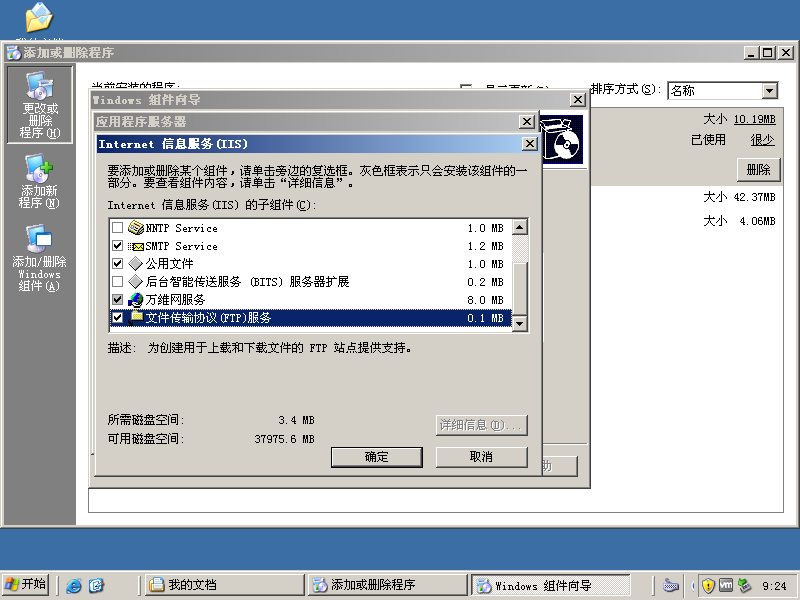 添加或删除程序
更改或
删除
程序(H)
添加新
程序(N)
添加/删除
Windows
组件(A)
当前安装的程序:
排序方式(S):
名称
大小 10.19MB
已使用 很少
删除
大小 42.37MB
大小 4.06MB
Windows 组件向导
应用程序服务器
Internet 信息服务(IIS)
要添加或删除某个组件，请单击旁边的复选框。灰色框表示只会安装该组件的一
部分。要查看组件内容，请单击“详细信息”。
Internet 信息服务(IIS) 的子组件(C):
NNTP Service 1.0 MB
SMTP Service 1.2 MB
公用文件 1.0 MB
后台智能传送服务 (BITS) 服务器扩展 0.2 MB
万维网服务 8.0 MB
文件传输协议(FTP)服务 0.1 MB
描述: 为创建用于上载和下载文件的 FTP 站点提供支持。
所需磁盘空间: 3.4 MB
可用磁盘空间: 37975.6 MB
详细信息(D)...
确定
取消
助
开始
我的文档
添加或删除程序
Windows 组件向导
9:24